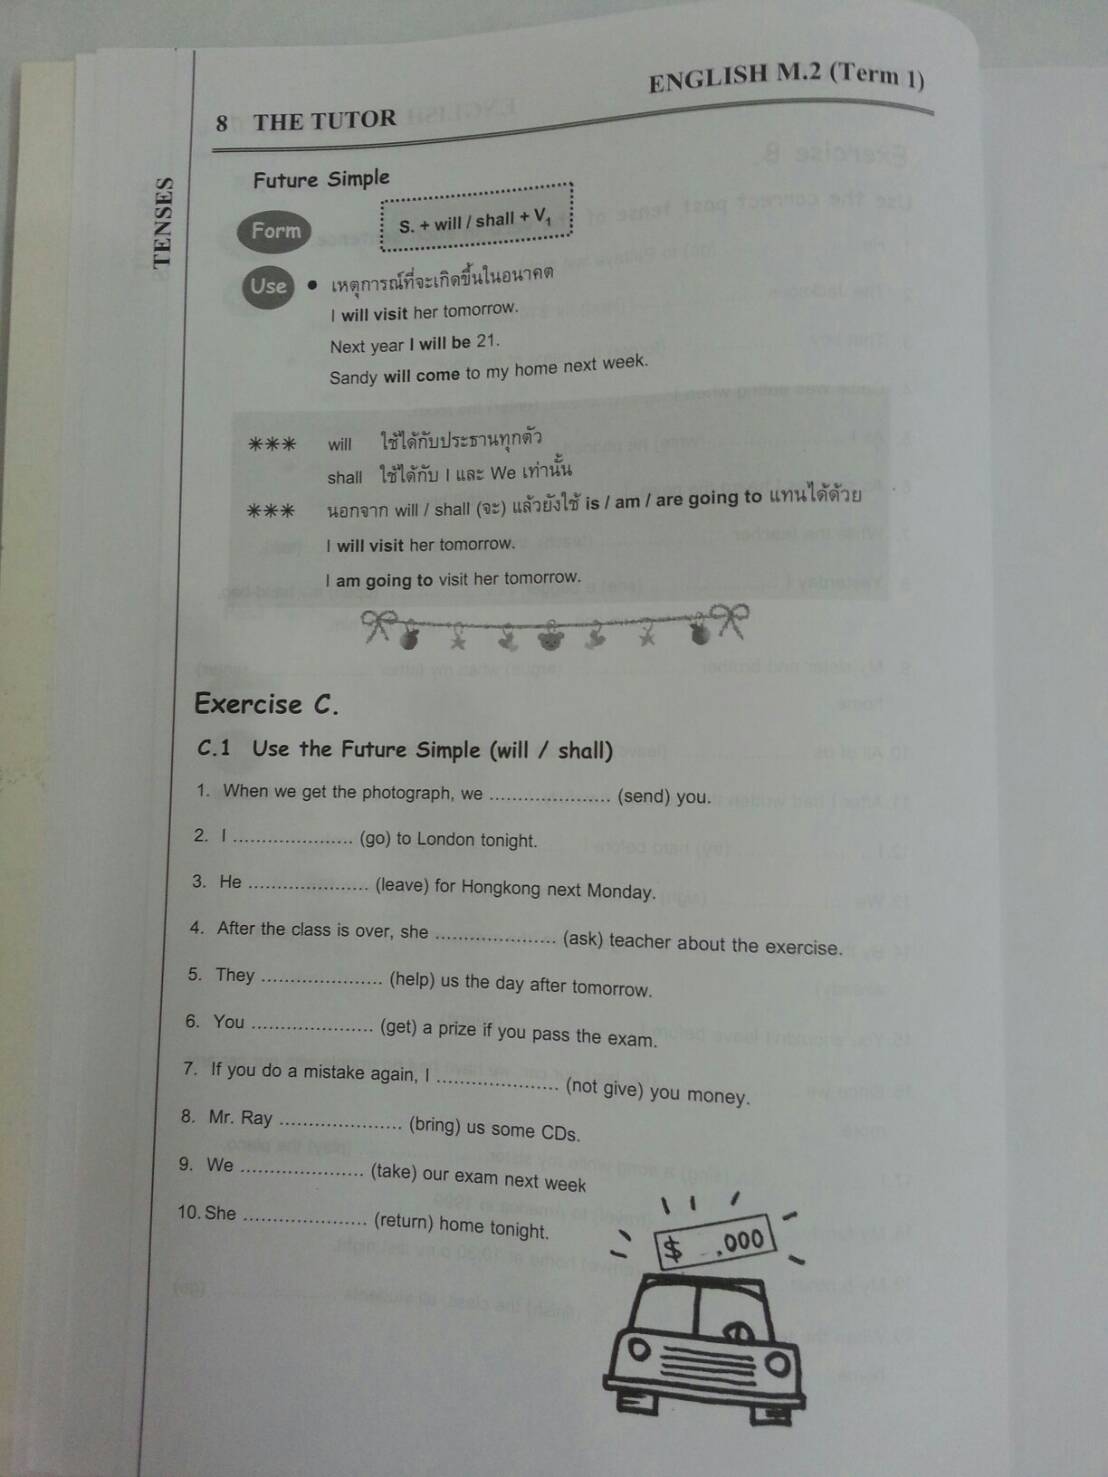 ENGLISH M.2 (Term 1)
8 THE TUTOR
TENSES
Future Simple
Form
S. + will / shall + V1
Use • เหตุการณ์ที่จะเกิดขึ้นในอนาคต
I will visit her tomorrow.
Next year I will be 21.
Sandy will come to my home next week.
*** will ใช้ได้กับประธานทุกตัว
shall ใช้ได้กับ I และ We เท่านั้น
*** นอกจาก will / shall (จะ) แล้วยังใช้ is / am / are going to แทนได้ด้วย
I will visit her tomorrow.
I am going to visit her tomorrow.
Exercise C.
C.1 Use the Future Simple (will / shall)
1. When we get the photograph, we ..................... (send) you.
2. I ..................... (go) to London tonight.
3. He ..................... (leave) for Hongkong next Monday.
4. After the class is over, she ..................... (ask) teacher about the exercise.
5. They ..................... (help) us the day after tomorrow.
6. You ..................... (get) a prize if you pass the exam.
7. If you do a mistake again, I ..................... (not give) you money.
8. Mr. Ray ..................... (bring) us some CDs.
9. We ..................... (take) our exam next week
10. She ..................... (return) home tonight.
$ .000